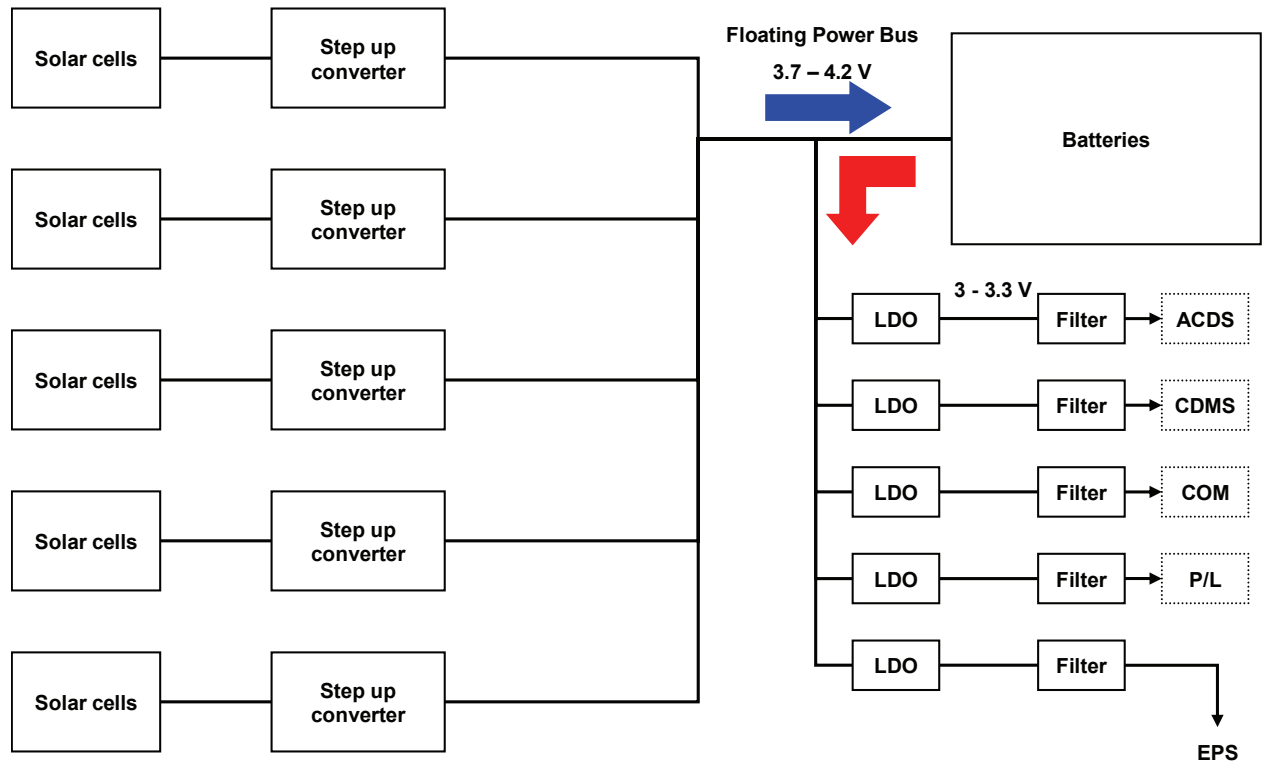 Solar cells
Step up
converter
Floating Power Bus
3.7 – 4.2 V
Batteries
Solar cells
Step up
converter
3 - 3.3 V
LDO
Filter
ACDS
Solar cells
Step up
converter
LDO
Filter
CDMS
LDO
Filter
COM
Solar cells
Step up
converter
LDO
Filter
P/L
Solar cells
Step up
converter
LDO
Filter
EPS